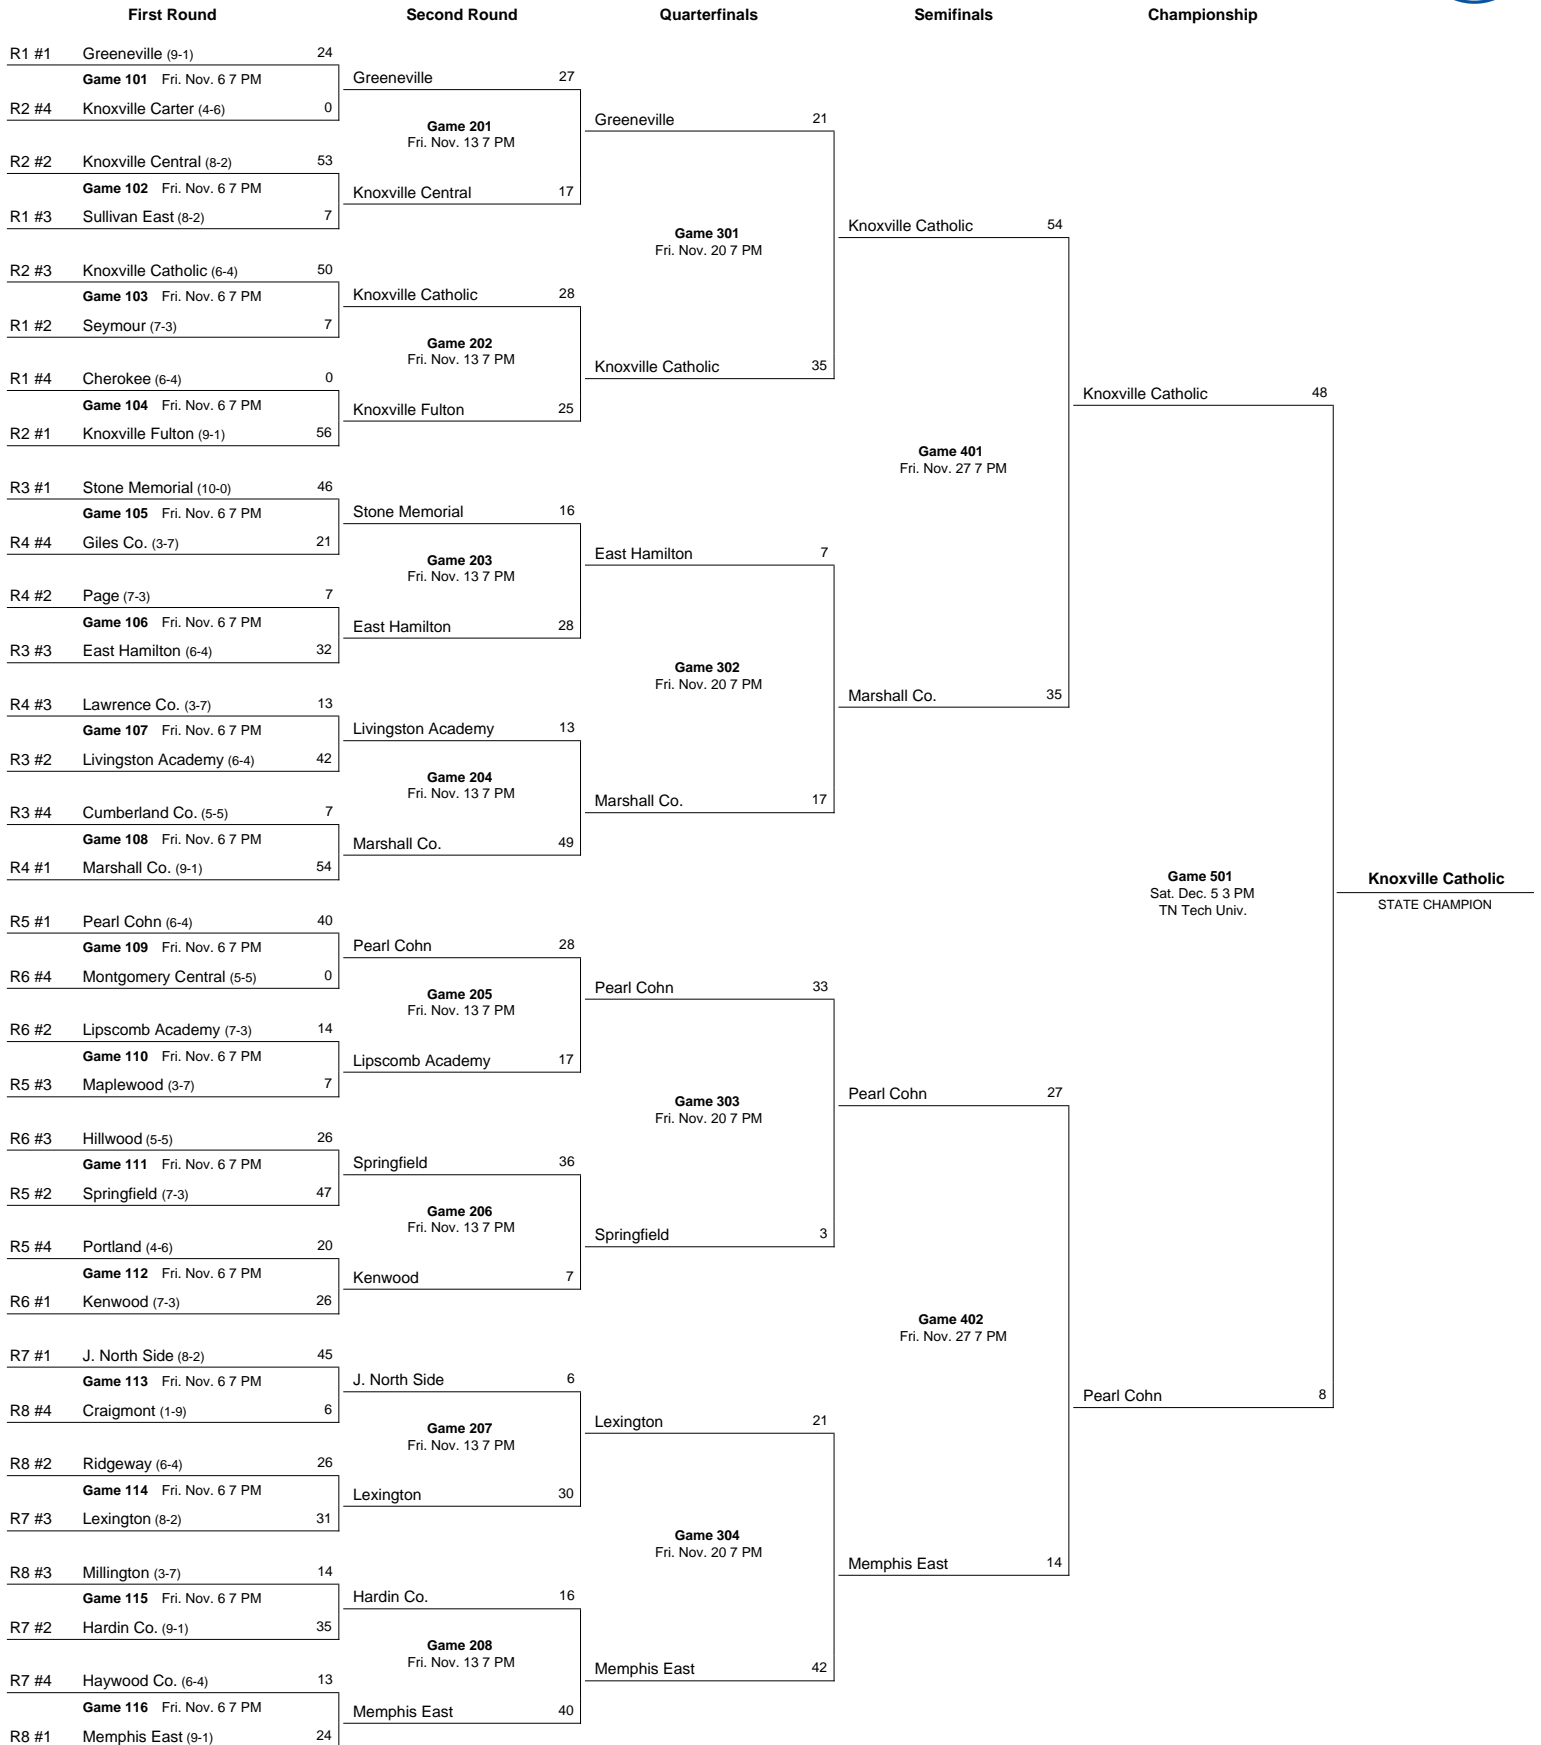 First Round Second Round Quarterfinals Semifinals Championship
R1 #1 Greeneville (9-1) 24
Game 101 Fri. Nov. 6 7 PM
R2 #4 Knoxville Carter (4-6) 0
R2 #2 Knoxville Central (8-2) 53
Game 102 Fri. Nov. 6 7 PM
R1 #3 Sullivan East (8-2) 7
R2 #3 Knoxville Catholic (6-4) 50
Game 103 Fri. Nov. 6 7 PM
R1 #2 Seymour (7-3) 7
R1 #4 Cherokee (6-4) 0
Game 104 Fri. Nov. 6 7 PM
R2 #1 Knoxville Fulton (9-1) 56
R3 #1 Stone Memorial (10-0) 46
Game 105 Fri. Nov. 6 7 PM
R4 #4 Giles Co. (3-7) 21
R4 #2 Page (7-3) 7
Game 106 Fri. Nov. 6 7 PM
R3 #3 East Hamilton (6-4) 32
R4 #3 Lawrence Co. (3-7) 13
Game 107 Fri. Nov. 6 7 PM
R3 #2 Livingston Academy (6-4) 42
R3 #4 Cumberland Co. (5-5) 7
Game 108 Fri. Nov. 6 7 PM
R4 #1 Marshall Co. (9-1) 54
R5 #1 Pearl Cohn (6-4) 40
Game 109 Fri. Nov. 6 7 PM
R6 #4 Montgomery Central (5-5) 0
R6 #2 Lipscomb Academy (7-3) 14
Game 110 Fri. Nov. 6 7 PM
R5 #3 Maplewood (3-7) 7
R6 #3 Hillwood (5-5) 26
Game 111 Fri. Nov. 6 7 PM
R5 #2 Springfield (7-3) 47
R5 #4 Portland (4-6) 20
Game 112 Fri. Nov. 6 7 PM
R6 #1 Kenwood (7-3) 26
R7 #1 J. North Side (8-2) 45
Game 113 Fri. Nov. 6 7 PM
R8 #4 Craigmont (1-9) 6
R8 #2 Ridgeway (6-4) 26
Game 114 Fri. Nov. 6 7 PM
R7 #3 Lexington (8-2) 31
R8 #3 Millington (3-7) 14
Game 115 Fri. Nov. 6 7 PM
R7 #2 Hardin Co. (9-1) 35
R7 #4 Haywood Co. (6-4) 13
Game 116 Fri. Nov. 6 7 PM
R8 #1 Memphis East (9-1) 24
Greeneville 27
Game 201
Fri. Nov. 13 7 PM
Knoxville Central 17
Knoxville Catholic 28
Game 202
Fri. Nov. 13 7 PM
Knoxville Fulton 25
Stone Memorial 16
Game 203
Fri. Nov. 13 7 PM
East Hamilton 28
Livingston Academy 13
Game 204
Fri. Nov. 13 7 PM
Marshall Co. 49
Pearl Cohn 28
Game 205
Fri. Nov. 13 7 PM
Lipscomb Academy 17
Springfield 36
Game 206
Fri. Nov. 13 7 PM
Kenwood 7
J. North Side 6
Game 207
Fri. Nov. 13 7 PM
Lexington 30
Hardin Co. 16
Game 208
Fri. Nov. 13 7 PM
Memphis East 40
Greeneville 21
Game 301
Fri. Nov. 20 7 PM
Knoxville Catholic 35
East Hamilton 7
Game 302
Fri. Nov. 20 7 PM
Marshall Co. 17
Pearl Cohn 33
Game 303
Fri. Nov. 20 7 PM
Springfield 3
Lexington 21
Game 304
Fri. Nov. 20 7 PM
Memphis East 42
Knoxville Catholic 54
Game 401
Fri. Nov. 27 7 PM
Marshall Co. 35
Pearl Cohn 27
Game 402
Fri. Nov. 27 7 PM
Memphis East 14
Knoxville Catholic 48
Game 501
Sat. Dec. 5 3 PM
TN Tech Univ.
Pearl Cohn 8
Knoxville Catholic
STATE CHAMPION